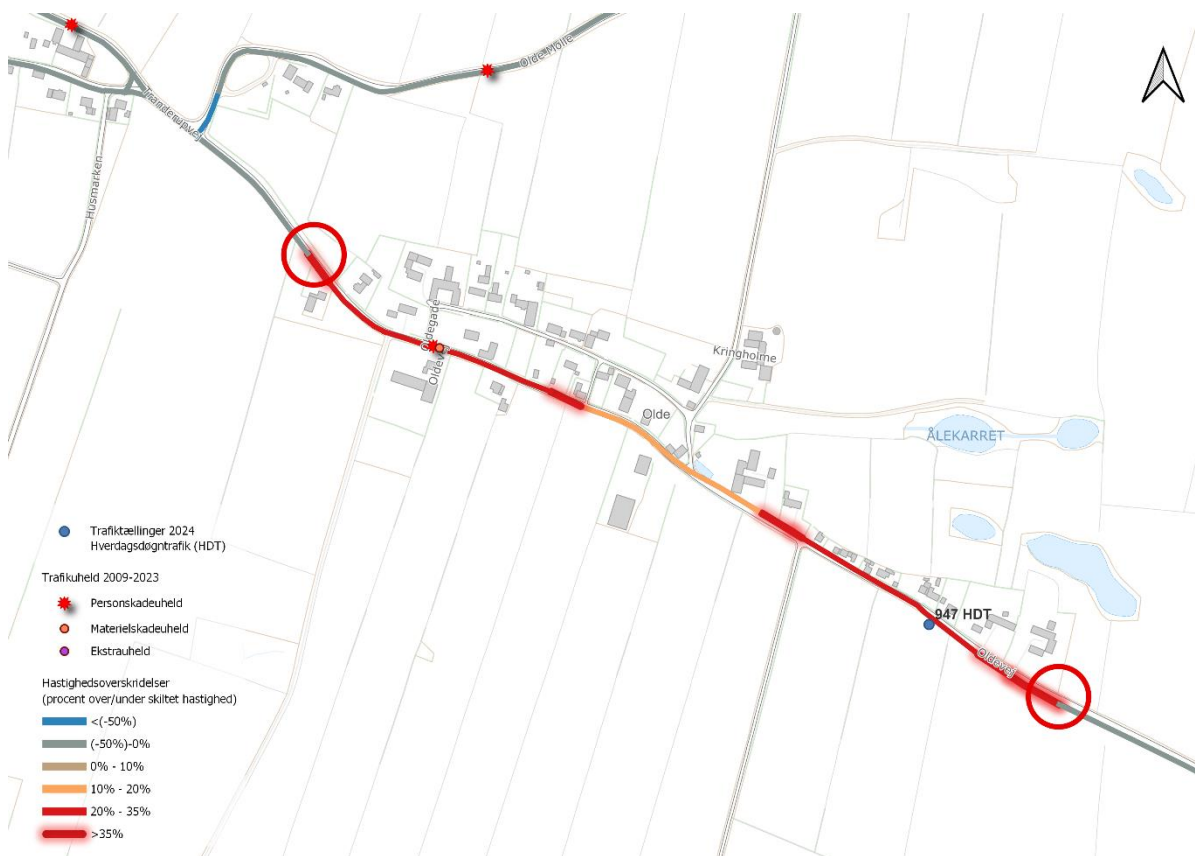 Olde Mølle
Tranderupvej
Husmarken
Oldegade
Kringholme
Olde
ÅLEKARRET
947 HDT
Oldevej
Trafiktællinger 2024
Hverdagsdøgntrafik (HDT)
Trafikuheld 2009-2023
Personskadeuheld
Materielskadeuheld
Ekstrauheld
Hastighedsoverskridelser
(procent over/under skiltet hastighed)
<(-50%)
(-50%)-0%
0% - 10%
10% - 20%
20% - 35%
>35%